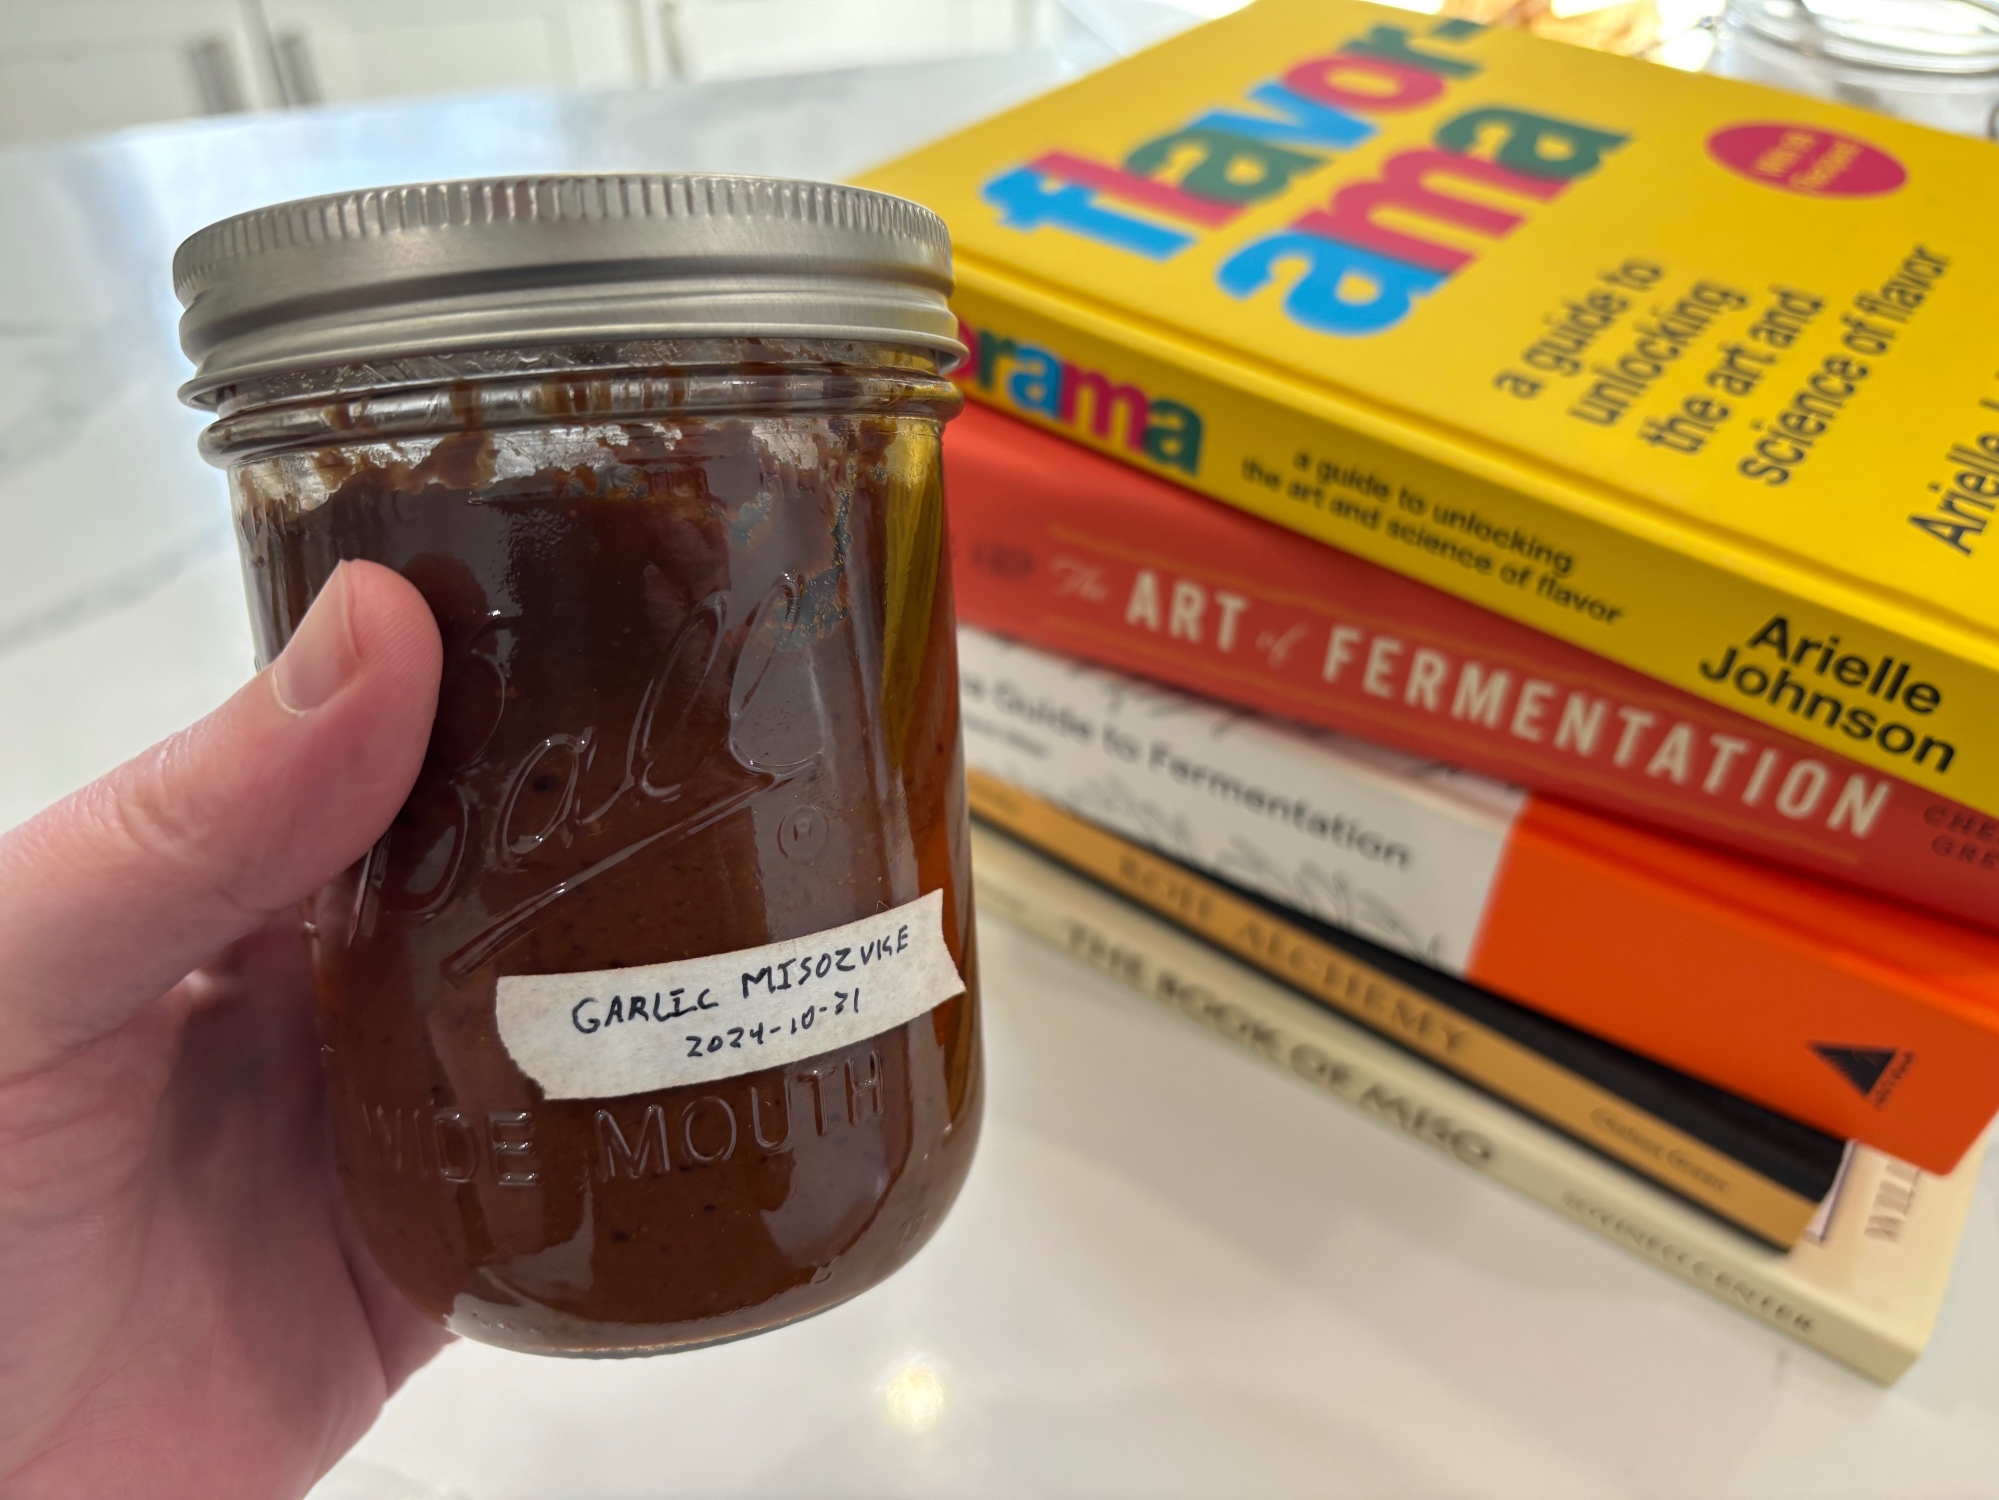 Ball
GARLIC MISOZUKE
2024-10-31
WIDE MOUTH
flavor-
ama
a guide to
unlocking
the art and
science of flavor
Arielle
rama
a guide to unlocking
the art and science of flavor
Arielle
Johnson
The ART of FERMENTATION
Guide to Fermentation
KOJI ALCHEMY
THE BOOK OF MISO